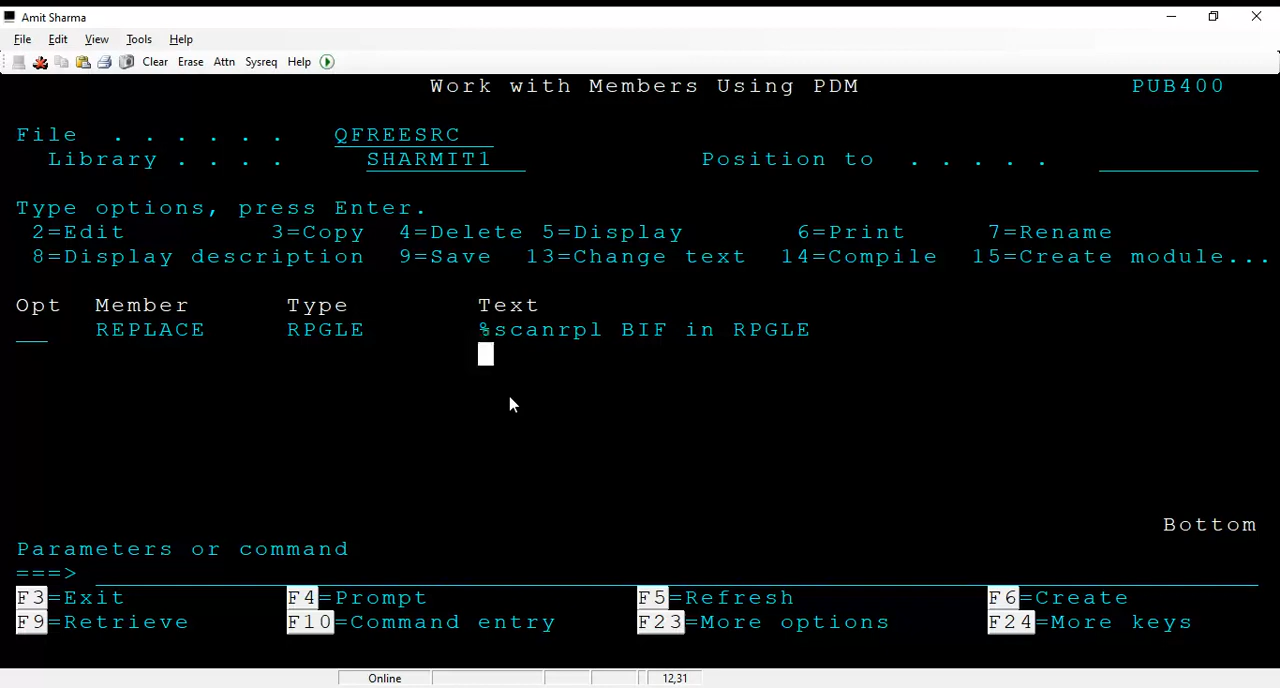 Amit Sharma
File Edit View Tools Help
Clear Erase Attn Sysreq Help
Work with Members Using PDM PUB400
File . . . . . . QFREESRC
Library . . . . SHARMIT1 Position to . . . . .
Type options, press Enter.
2=Edit 3=Copy 4=Delete 5=Display 6=Print 7=Rename
8=Display description 9=Save 13=Change text 14=Compile 15=Create module...
Opt Member Type Text
REPLACE RPGLE %scanrpl BIF in RPGLE
Bottom
Parameters or command
===>
F3=Exit F4=Prompt F5=Refresh F6=Create
F9=Retrieve F10=Command entry F23=More options F24=More keys
Online 12,31